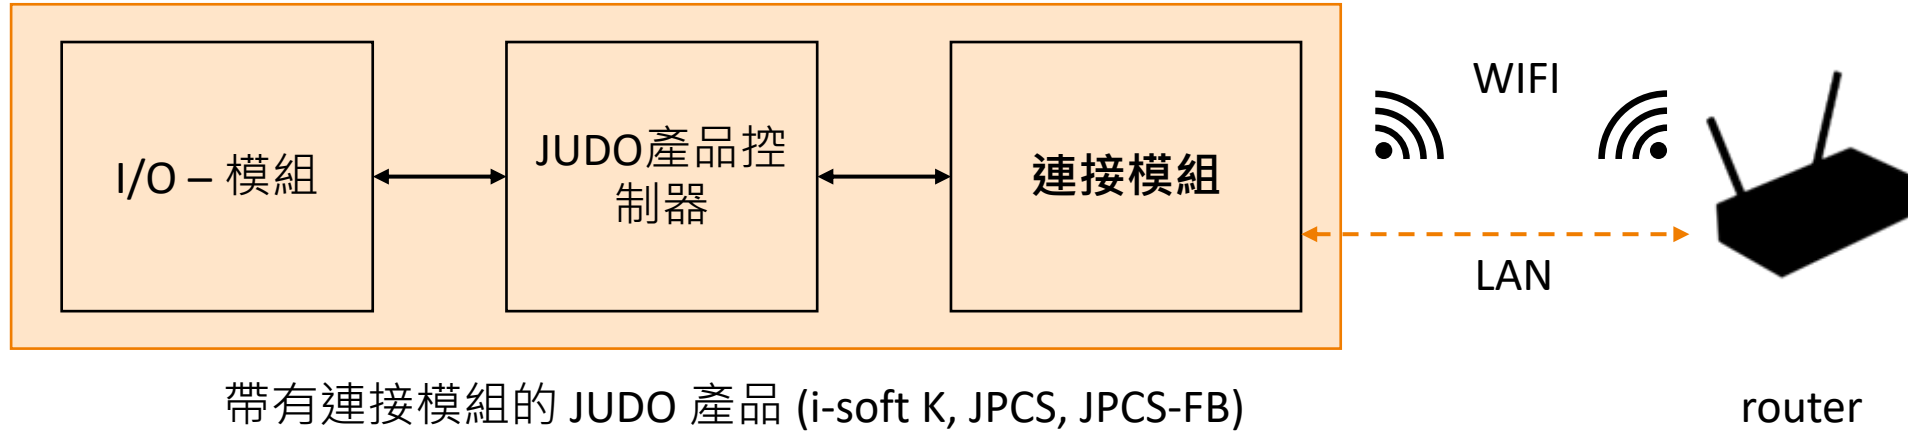 I/O – 模組
JUDO產品控
制器
連接模組
WIFI
LAN
帶有連接模組的 JUDO 產品 (i-soft K, JPCS, JPCS-FB)
router